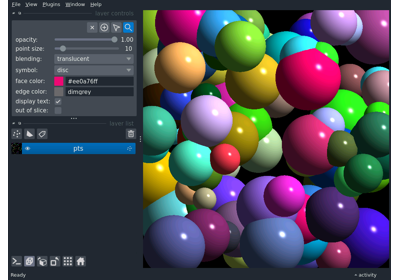 File View Plugins Window Help
layer controls
opacity: 1.00
point size: 10
blending: translucent
symbol: disc
face color: #ee0a76ff
edge color: dimgrey
display text:
out of slice:
layer list
pts
Ready
activity